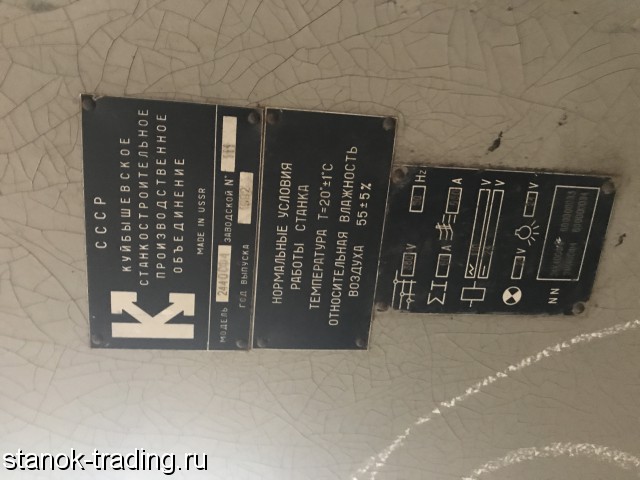 СССР
КУЙБЫШЕВСКОЕ
СТАНКОСТРОИТЕЛЬНОЕ
ПРОИЗВОДСТВЕННОЕ
ОБЪЕДИНЕНИЕ
MADE IN USSR
МОДЕЛЬ
ЗАВОДСКОЙ N°
ГОД ВЫПУСКА
НОРМАЛЬНЫЕ УСЛОВИЯ
РАБОТЫ СТАНКА
ТЕМПЕРАТУРА T=20°±1°C
ОТНОСИТЕЛЬНАЯ ВЛАЖНОСТЬ
ВОЗДУХА 55±5%
V Hz
ΣI A A
V
V
V V
NN
stanok-trading.ru